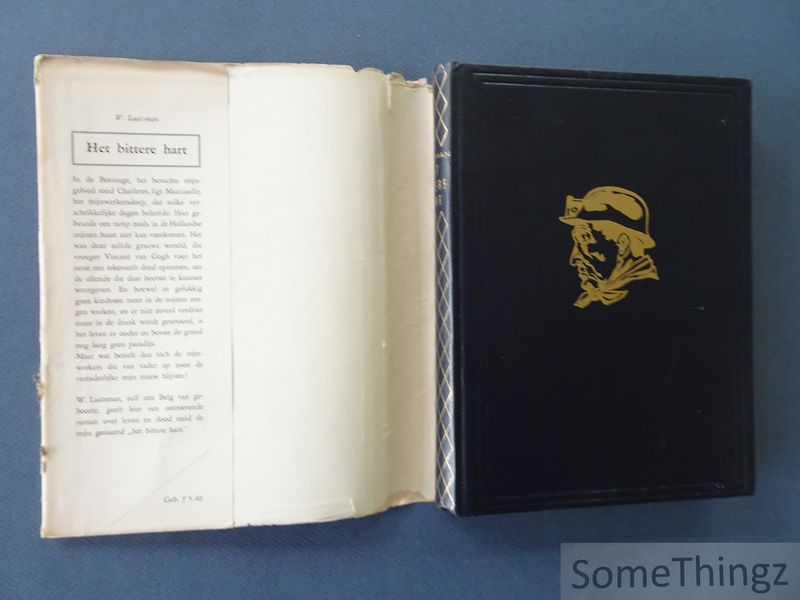 W. Laatsman
Het bittere hart
In de Borinage, het beruchte mijn-
gebied rond Charleroi, ligt Marcinelle,
het mijnwerkersdorp, dat zulke ver-
schrikkelijke dagen beleefde. Hier ge-
beurde een ramp zoals in de Hollandse
mijnen haast niet kan voorkomen. Het
was deze zelfde grauwe wereld, die
vroeger Vincent van Gogh voor het
eerst een tekenstift deed opnemen, om
de ellende die daar heerste te kunnen
weergeven. En hoewel er gelukkig
geen kinderen meer in de mijnen mo-
gen werken, en er niet zoveel verdriet
meer in de drank wordt gesmoord, is
het leven er onder en boven de grond
nog lang geen paradijs.
Maar wat bezielt dan toch de mijn-
werkers die van vader op zoon de
verraderlijke mijn trouw blijven?
W. Laatsman, zelf een Belg van ge-
boorte, geeft hier een ontroerende
roman over leven en dood rond de
mijn genaamd „het bittere hart."
Geb. f 5.40
SomeThingz